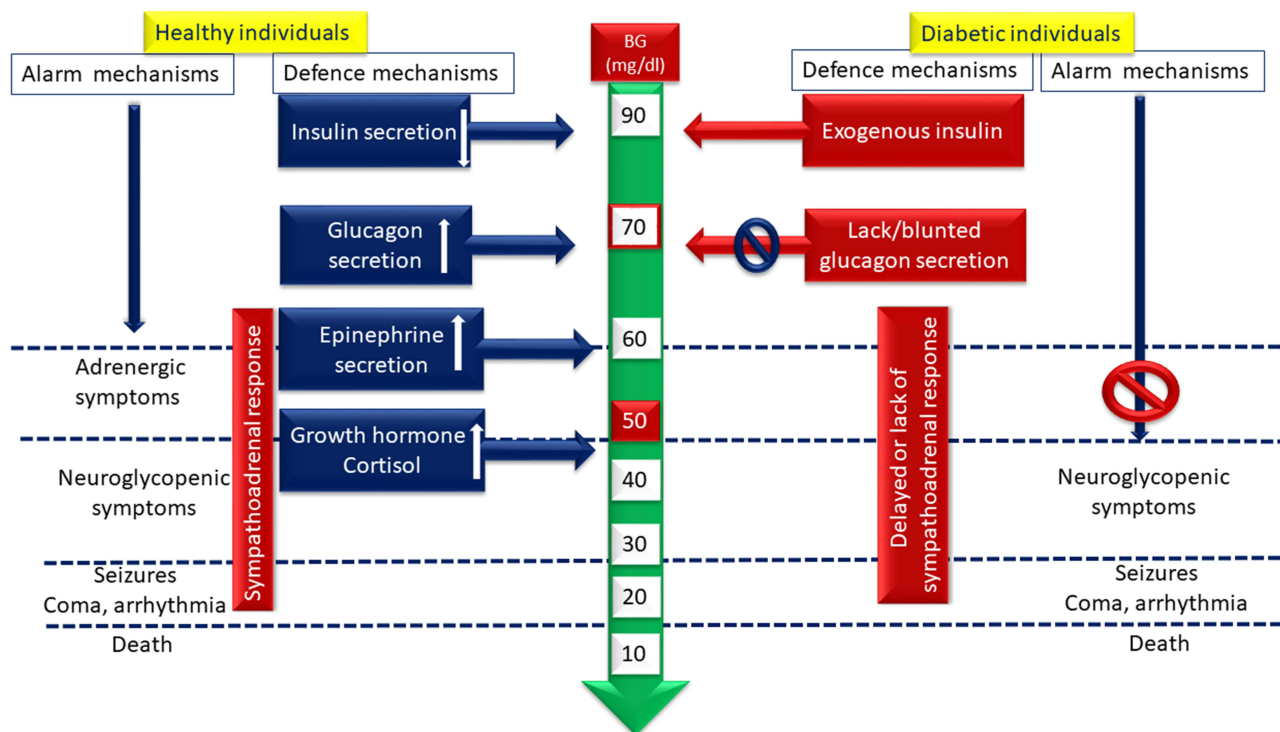 Healthy individuals
Alarm mechanisms
Defence mechanisms
Insulin secretion
Glucagon
secretion
Epinephrine
secretion
Growth hormone
Cortisol
Sympathoadrenal response
Adrenergic
symptoms
Neuroglycopenic
symptoms
Seizures
Coma, arrhythmia
Death
BG
(mg/dl)
90
70
60
50
40
30
20
10
Diabetic individuals
Defence mechanisms
Alarm mechanisms
Exogenous insulin
Lack/blunted
glucagon secretion
Delayed or lack of
sympathoadrenal response
Neuroglycopenic
symptoms
Seizures
Coma, arrhythmia
Death